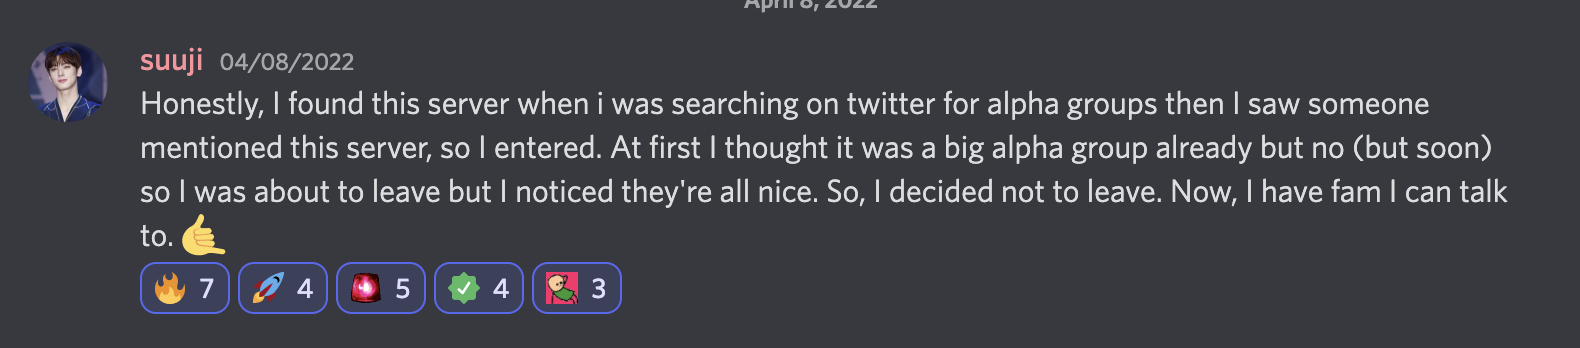 April 8, 2022
suuji 04/08/2022
Honestly, I found this server when i was searching on twitter for alpha groups then I saw someone
mentioned this server, so I entered. At first I thought it was a big alpha group already but no (but soon)
so I was about to leave but I noticed they're all nice. So, I decided not to leave. Now, I have fam I can talk
to. 🤙
7 4 5 4 3